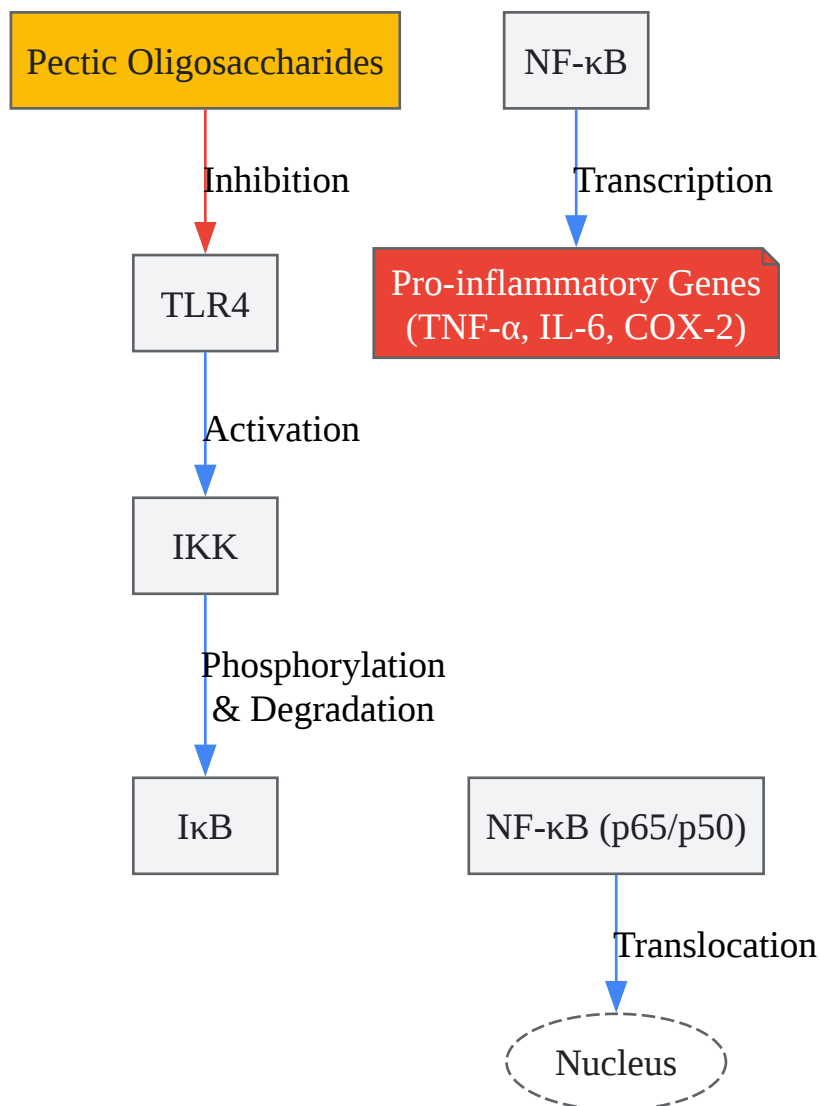 Pectic Oligosaccharides
NF-κB
Inhibition
Transcription
TLR4
Pro-inflammatory Genes
(TNF-α, IL-6, COX-2)
Activation
IKK
Phosphorylation
& Degradation
IκB
NF-κB (p65/p50)
Translocation
Nucleus